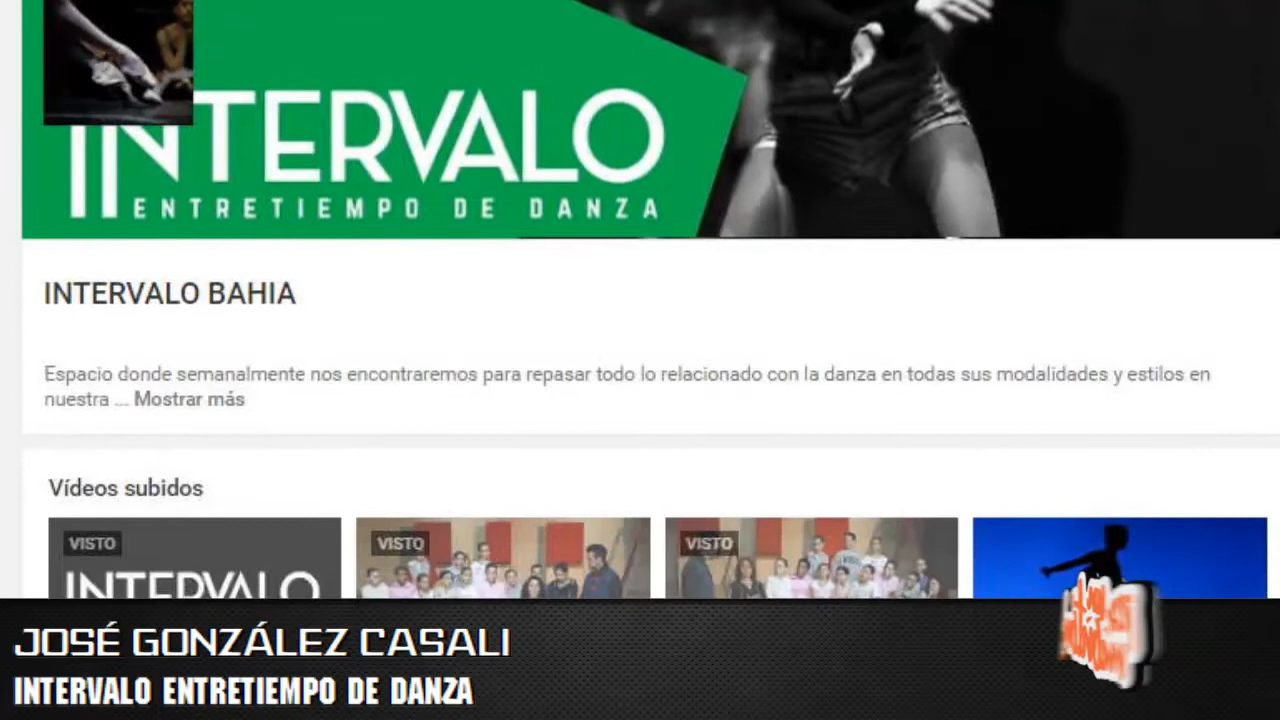 INTERVALO
ENTRETIEMPO DE DANZA
INTERVALO BAHIA
Espacio donde semanalmente nos encontraremos para repasar todo lo relacionado con la danza en todas sus modalidades y estilos en
nuestra ... Mostrar más
Vídeos subidos
VISTO
VISTO
VISTO
INTERVALO
JOSÉ GONZÁLEZ CASALI
INTERVALO ENTRETIEMPO DE DANZA